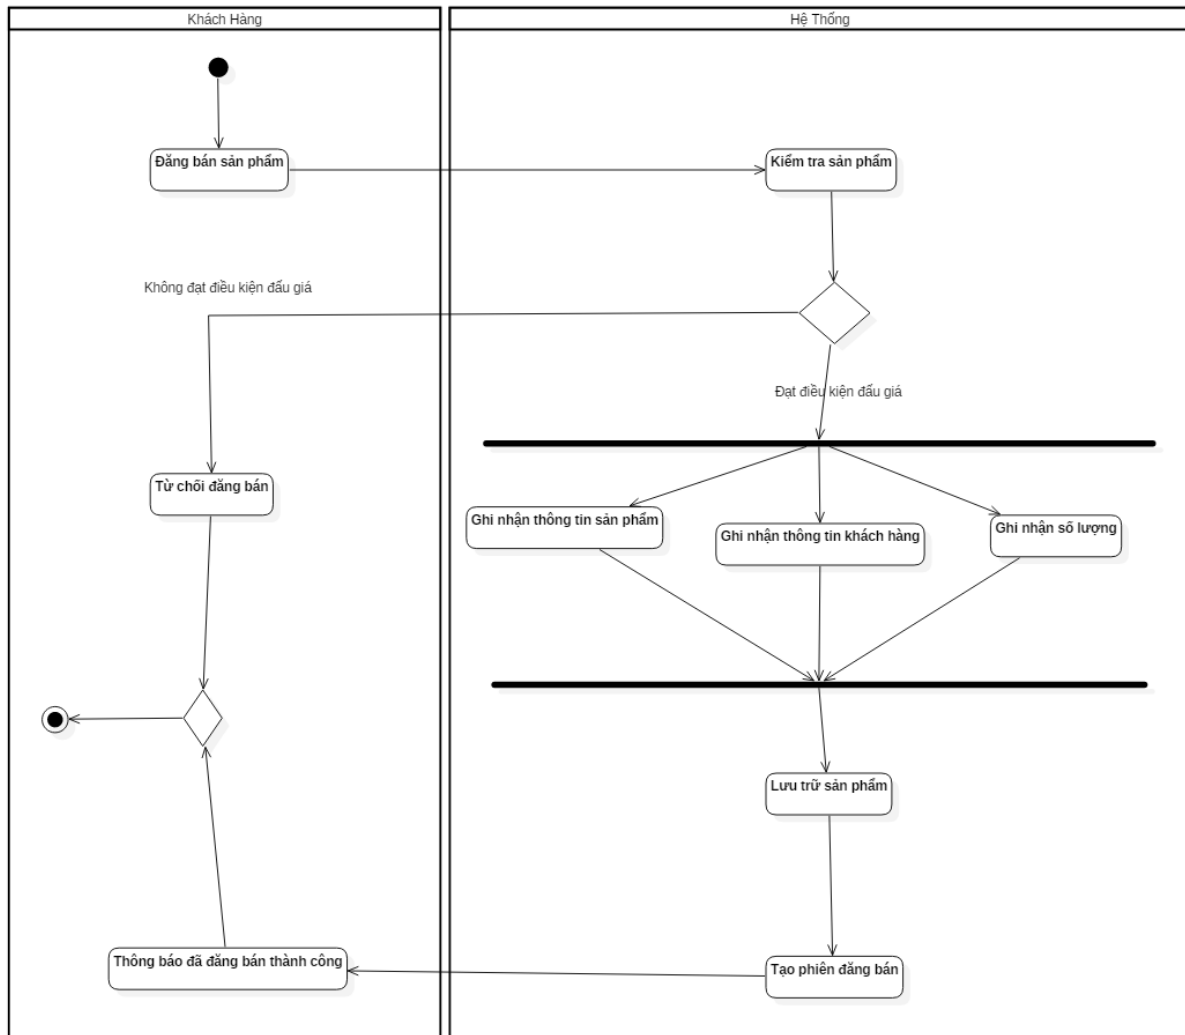 Khách Hàng
Hệ Thống
Đăng bán sản phẩm
Kiểm tra sản phẩm
Không đạt điều kiện đấu giá
Đạt điều kiện đấu giá
Từ chối đăng bán
Ghi nhận thông tin sản phẩm
Ghi nhận thông tin khách hàng
Ghi nhận số lượng
Lưu trữ sản phẩm
Thông báo đã đăng bán thành công
Tạo phiên đăng bán